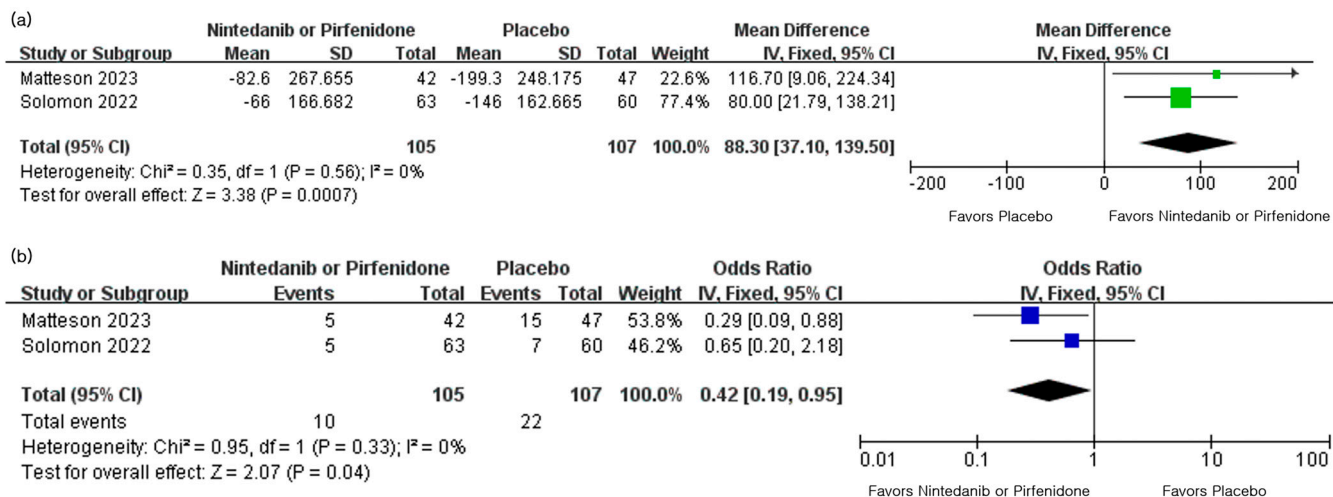 (a)
Nintedanib or Pirfenidone Placebo Mean Difference Mean Difference
Study or Subgroup Mean SD Total Mean SD Total Weight IV, Fixed, 95% CI IV, Fixed, 95% CI
Matteson 2023 -82.6 267.655 42 -199.3 248.175 47 22.6% 116.70 [9.06, 224.34]
Solomon 2022 -66 166.682 63 -146 162.665 60 77.4% 80.00 [21.79, 138.21]
Total (95% CI) 105 107 100.0% 88.30 [37.10, 139.50]
Heterogeneity: Chi² = 0.35, df = 1 (P = 0.56); I² = 0%
Test for overall effect: Z = 3.38 (P = 0.0007)
-200 -100 0 100 200
Favors Placebo Favors Nintedanib or Pirfenidone
(b)
Nintedanib or Pirfenidone Placebo Odds Ratio Odds Ratio
Study or Subgroup Events Total Events Total Weight IV, Fixed, 95% CI IV, Fixed, 95% CI
Matteson 2023 5 42 15 47 53.8% 0.29 [0.09, 0.88]
Solomon 2022 5 63 7 60 46.2% 0.65 [0.20, 2.18]
Total (95% CI) 105 107 100.0% 0.42 [0.19, 0.95]
Total events 10 22
Heterogeneity: Chi² = 0.95, df = 1 (P = 0.33); I² = 0%
Test for overall effect: Z = 2.07 (P = 0.04)
0.01 0.1 1 10 100
Favors Nintedanib or Pirfenidone Favors Placebo